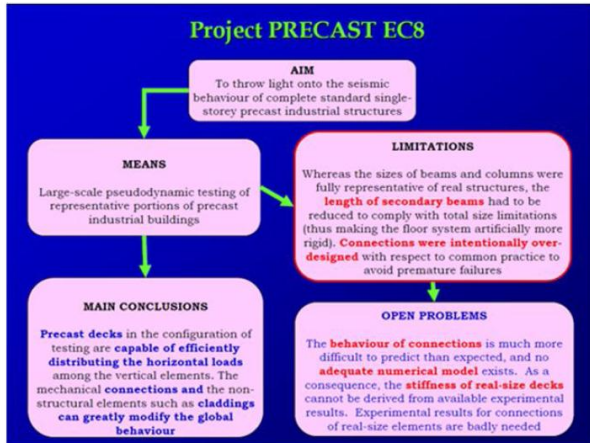 Project PRECAST EC8
AIM
To throw light onto the seismic
behaviour of complete standard single-
storey precast industrial structures
MEANS
Large-scale pseudodynamic testing of
representative portions of precast
industrial buildings
LIMITATIONS
Whereas the sizes of beams and columns were
fully representative of real structures, the
length of secondary beams had to be
reduced to comply with total size limitations
(thus making the floor system artificially more
rigid). Connections were intentionally over-
designed with respect to common practice to
avoid premature failures
MAIN CONCLUSIONS
Precast decks in the configuration of
testing are capable of efficiently
distributing the horizontal loads
among the vertical elements. The
mechanical connections and the non-
structural elements such as claddings
can greatly modify the global
behaviour
OPEN PROBLEMS
The behaviour of connections is much more
difficult to predict than expected, and no
adequate numerical model exists. As a
consequence, the stiffness of real-size decks
cannot be derived from available experimental
results. Experimental results for connections
of real-size elements are badly needed